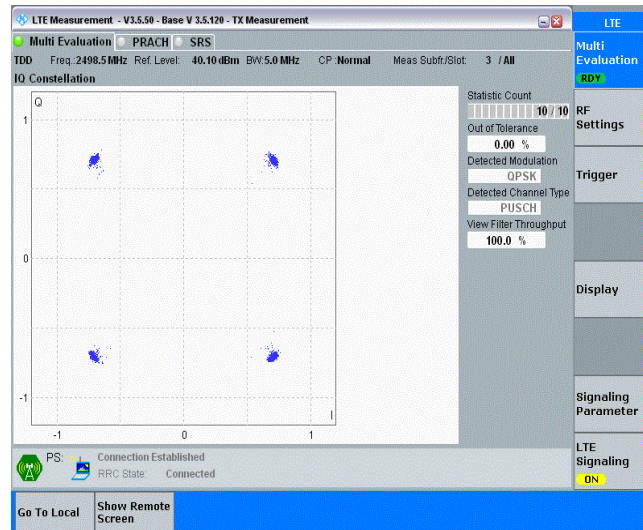 LTE Measurement - V3.5.50 - Base V 3.5.120 - TX Measurement
LTE
Multi Evaluation PRACH SRS
TDD Freq.:2498.5 MHz Ref. Level: 40.10 dBm BW:5.0 MHz CP :Normal Meas Subfr./Slot: 3 / All
IQ Constellation
Q
1
0
-1
-1 0 1
I
Statistic Count
10 / 10
Out of Tolerance
0.00 %
Detected Modulation
QPSK
Detected Channel Type
PUSCH
View Filter Throughput
100.0 %
Multi
Evaluation
RDY
RF
Settings
Trigger
Display
Signaling
Parameter
LTE
Signaling
ON
PS: Connection Established
RRC State: Connected
Go To Local
Show Remote
Screen